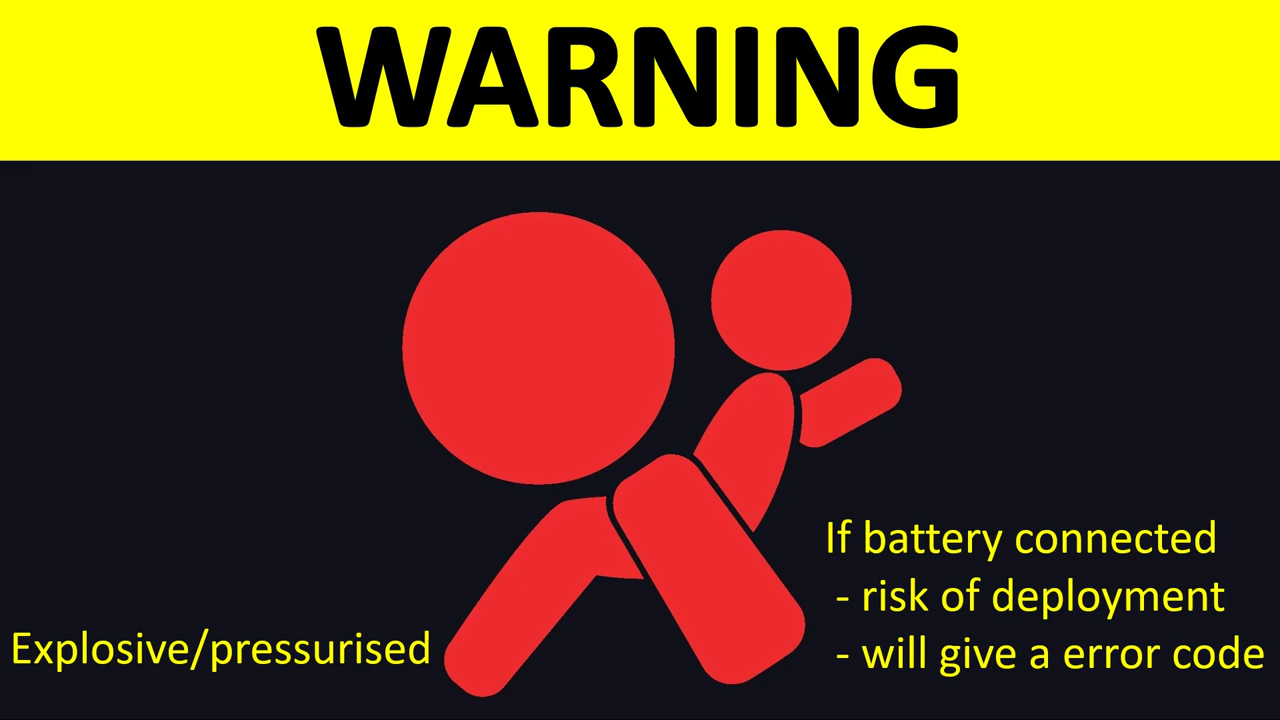 WARNING
If battery connected
- risk of deployment
- will give a error code
Explosive/pressurised